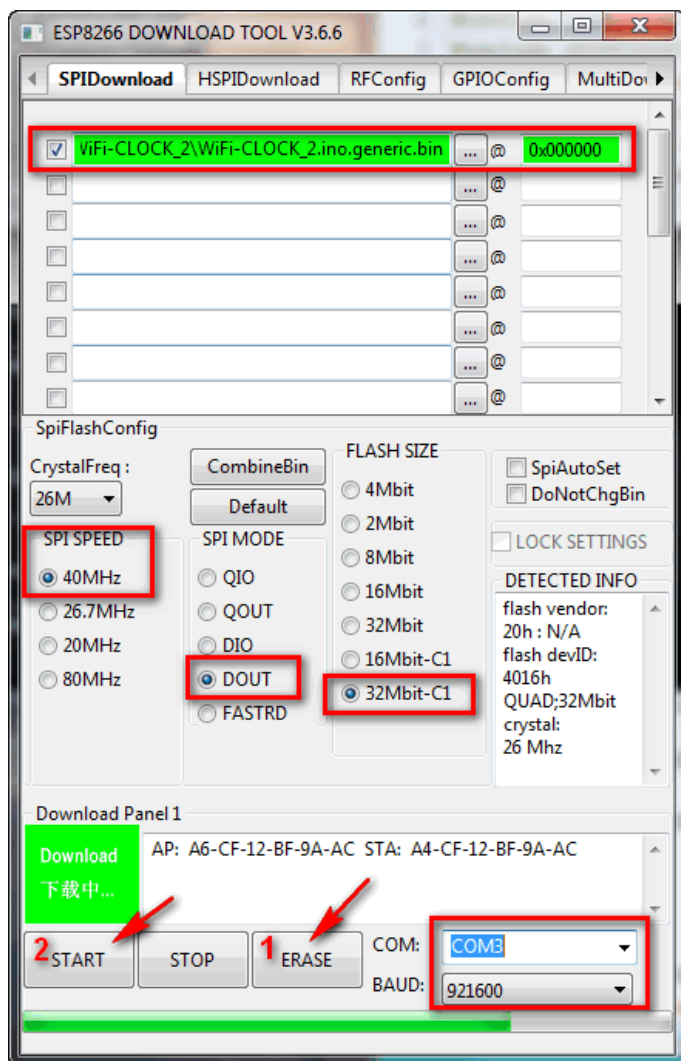 ESP8266 DOWNLOAD TOOL V3.6.6
SPIDownload HSPIDownload RFConfig GPIOConfig MultiDo
WiFi-CLOCK_2\WiFi-CLOCK_2.ino.generic.bin ... @ 0x000000
... @
... @
... @
... @
... @
... @
... @
SpiFlashConfig
CrystalFreq :
26M
CombineBin
Default
SPI SPEED
40MHz
26.7MHz
20MHz
80MHz
SPI MODE
QIO
QOUT
DIO
DOUT
FASTRD
FLASH SIZE
4Mbit
2Mbit
8Mbit
16Mbit
32Mbit
16Mbit-C1
32Mbit-C1
SpiAutoSet
DoNotChgBin
LOCK SETTINGS
DETECTED INFO
flash vendor:
20h : N/A
flash devID:
4016h
QUAD;32Mbit
crystal:
26 Mhz
Download Panel 1
Download
下载中...
AP: A6-CF-12-BF-9A-AC STA: A4-CF-12-BF-9A-AC
2 START
STOP
1 ERASE
COM: COM3
BAUD: 921600